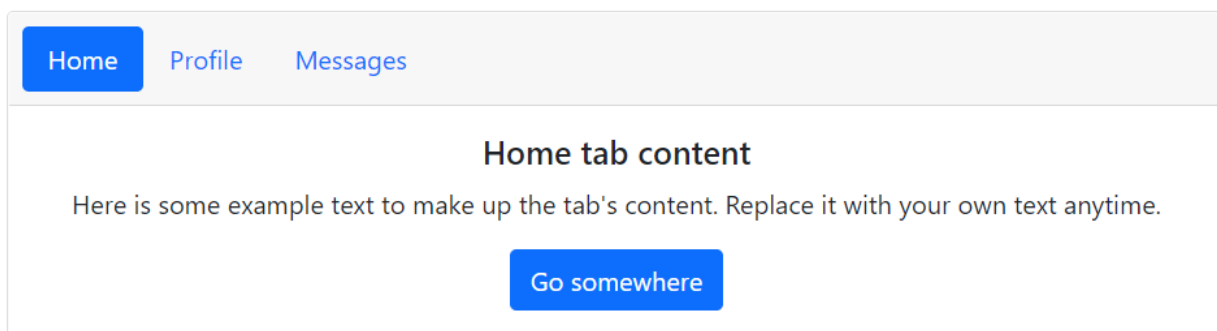 Home Profile Messages
Home tab content
Here is some example text to make up the tab's content. Replace it with your own text anytime.
Go somewhere